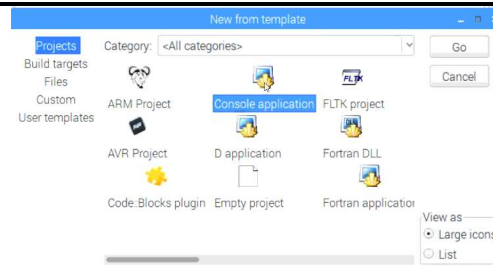 New from template
Projects
Build targets
Files
Custom
User templates
Category: <All categories>
Go
Cancel
ARM Project
Console application
FLTK project
AVR Project
D application
Fortran DLL
Code::Blocks plugin
Empty project
Fortran application
View as
Large icons
List